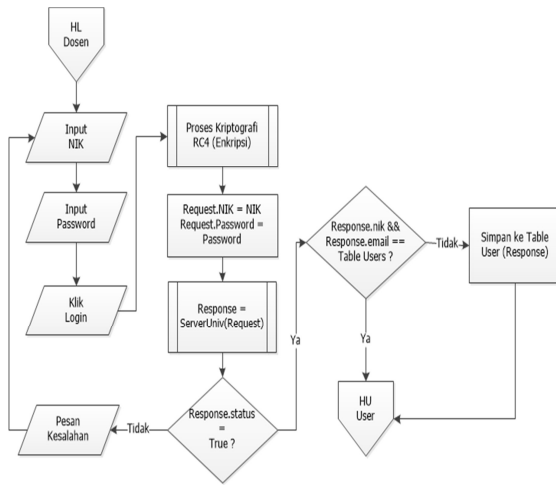 HL
Dosen
Input
NIK
Input
Password
Klik
Login
Proses Kriptografi
RC4 (Enkripsi)
Request.NIK = NIK
Request.Password =
Password
Response =
ServerUniv(Request)
Response.status
=
True ?
Tidak
Pesan
Kesalahan
Ya
Response.nik &&
Response.email ==
Table Users ?
Tidak
Simpan ke Table
User (Response)
Ya
HU
User